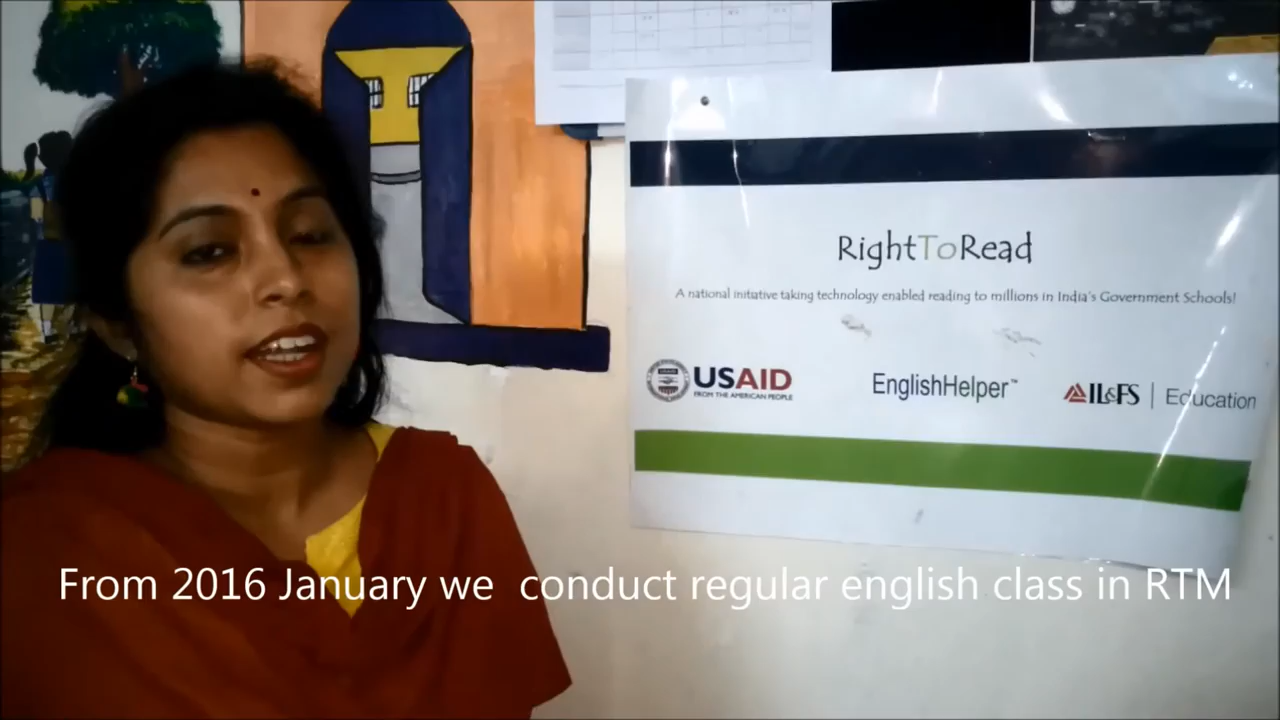 RightToRead
A national initiative taking technology enabled reading to millions in India's Government Schools!
USAID
FROM THE AMERICAN PEOPLE
EnglishHelper™
IL&FS | Education
From 2016 January we  conduct regular english class in RTM